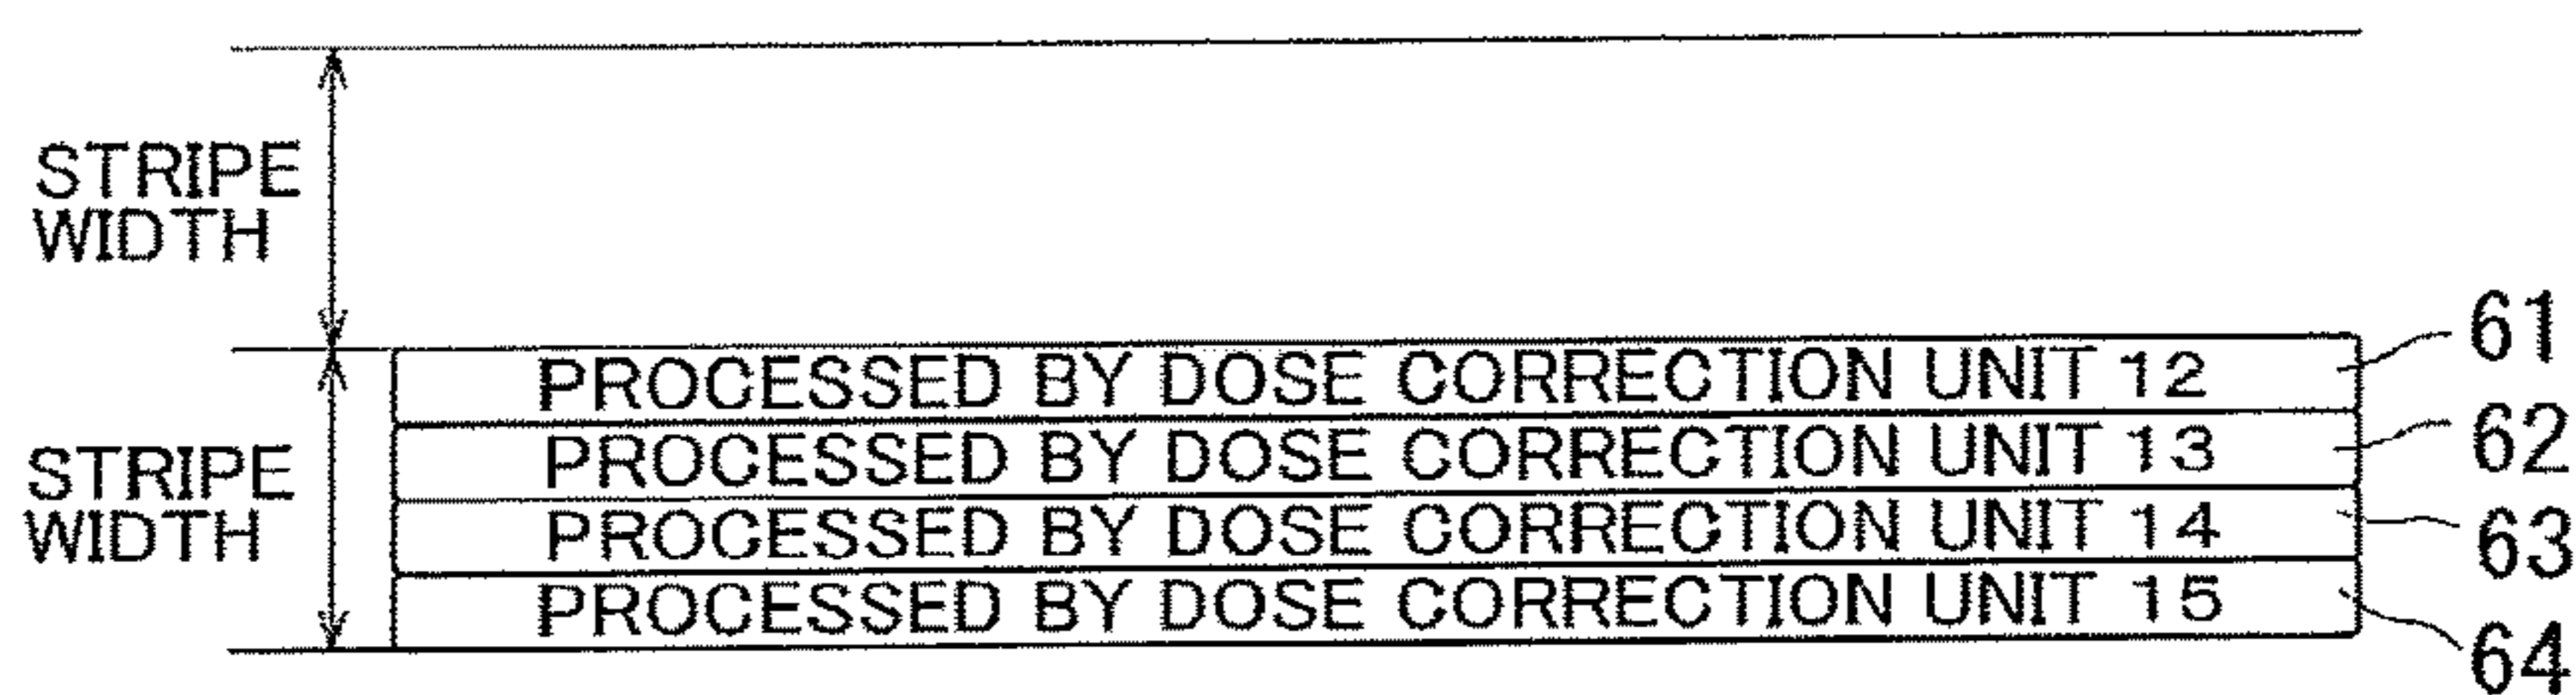 STRIPE
WIDTH
61
PROCESSED BY DOSE CORRECTION UNIT 12
62
PROCESSED BY DOSE CORRECTION UNIT 13
STRIPE
WIDTH
PROCESSED BY DOSE CORRECTION UNIT 14
63
PROCESSED BY DOSE CORRECTION UNIT 15
64